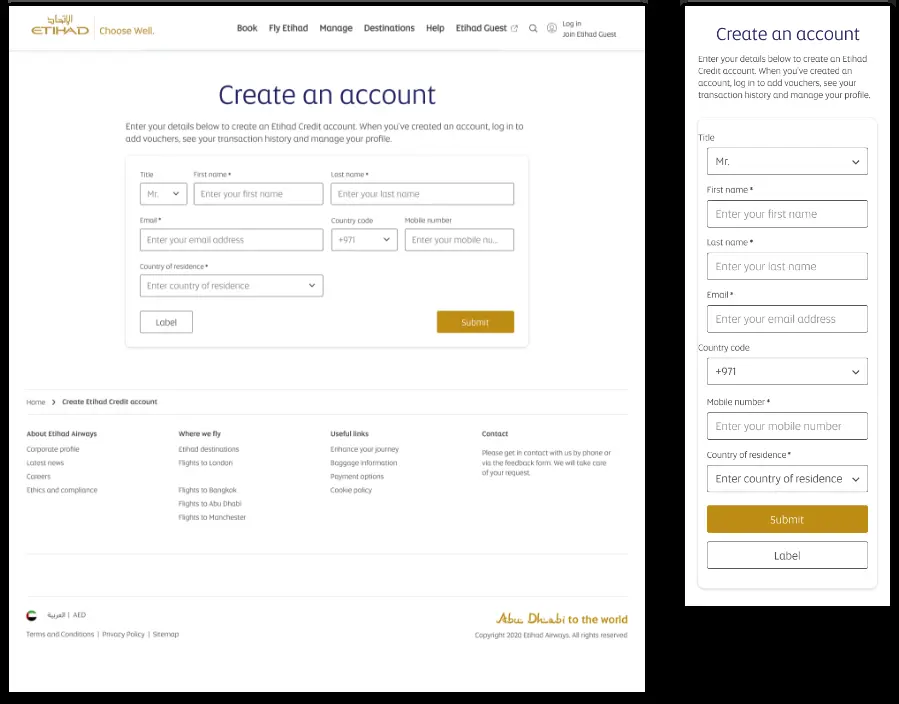 الإتحاد
ETIHAD Choose Well.
Book Fly Etihad Manage Destinations Help Etihad Guest Log in
Join Etihad Guest
Create an account
Enter your details below to create an Etihad Credit account. When you've created an account, log in to
add vouchers, see your transaction history and manage your profile.
Title First name * Last name *
Mr. Enter your first name Enter your last name
Email * Country code Mobile number
Enter your email address +971 Enter your mobile nu...
Country of residence *
Enter country of residence
Label Submit
Home > Create Etihad Credit account
About Etihad Airways Where we fly Useful links Contact
Corporate profile Etihad destinations Enhance your journey Please get in contact with us by phone or
Latest news Flights to London Baggage information via the feedback form. We will take care
Careers Payment options of your request.
Ethics and compliance Flights to Bangkok Cookie policy
Flights to Abu Dhabi
Flights to Manchester
العربية | AED
Abu Dhabi to the world
Terms and Conditions | Privacy Policy | Sitemap Copyright 2020 Etihad Airways. All rights reserved
Create an account
Enter your details below to create an Etihad
Credit account. When you've created an
account, log in to add vouchers, see your
transaction history and manage your profile.
Title
Mr.
First name *
Enter your first name
Last name *
Enter your last name
Email *
Enter your email address
Country code
+971
Mobile number *
Enter your mobile number
Country of residence *
Enter country of residence
Submit
Label